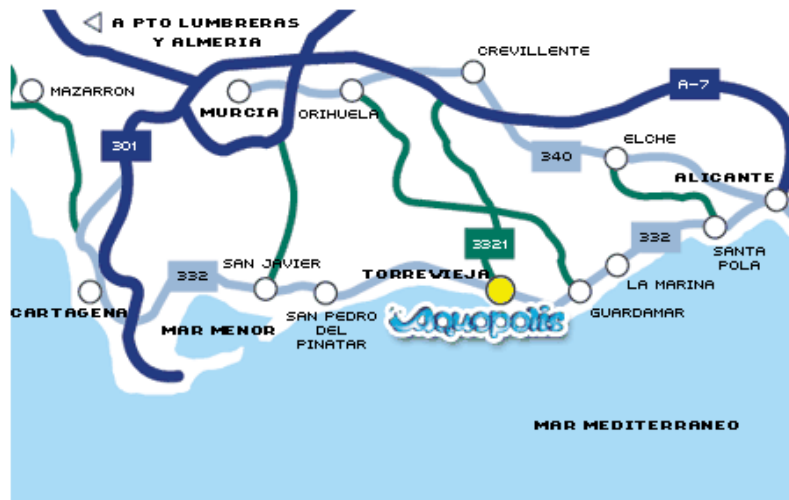 A PTO LUMBRERAS
Y ALMERIA
CREVILLENTE
MAZARRON
MURCIA
ORIHUELA
A-7
301
ELCHE
340
ALICANTE
3321
332
SANTA
POLA
332
SAN JAVIER
TORREVIEJA
LA MARINA
CARTAGENA
MAR MENOR
SAN PEDRO
DEL
PINATAR
Aquopolis
GUARDAMAR
MAR MEDITERRANEO